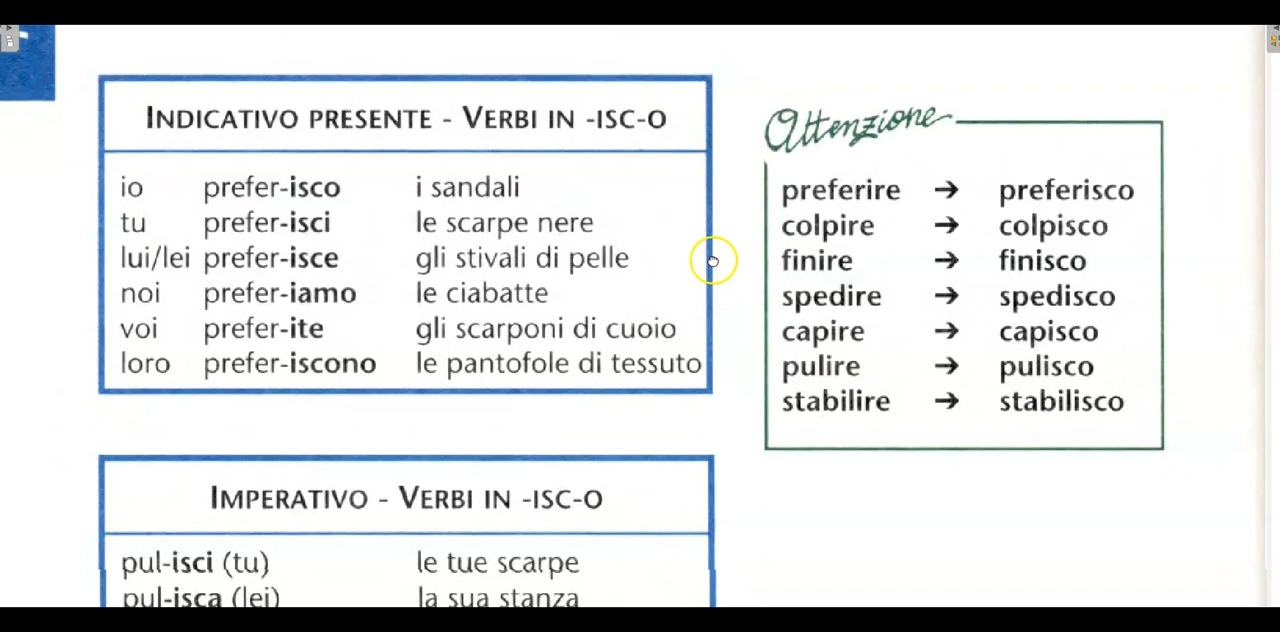 INDICATIVO PRESENTE - VERBI IN -ISC-O
io prefer-isco i sandali
tu prefer-isci le scarpe nere
lui/lei prefer-isce gli stivali di pelle
noi prefer-iamo le ciabatte
voi prefer-ite gli scarponi di cuoio
loro prefer-iscono le pantofole di tessuto
Attenzione
preferire → preferisco
colpire → colpisco
finire → finisco
spedire → spedisco
capire → capisco
pulire → pulisco
stabilire → stabilisco
IMPERATIVO - VERBI IN -ISC-O
pul-isci (tu) le tue scarpe
pul-isca (lei) la sua stanza